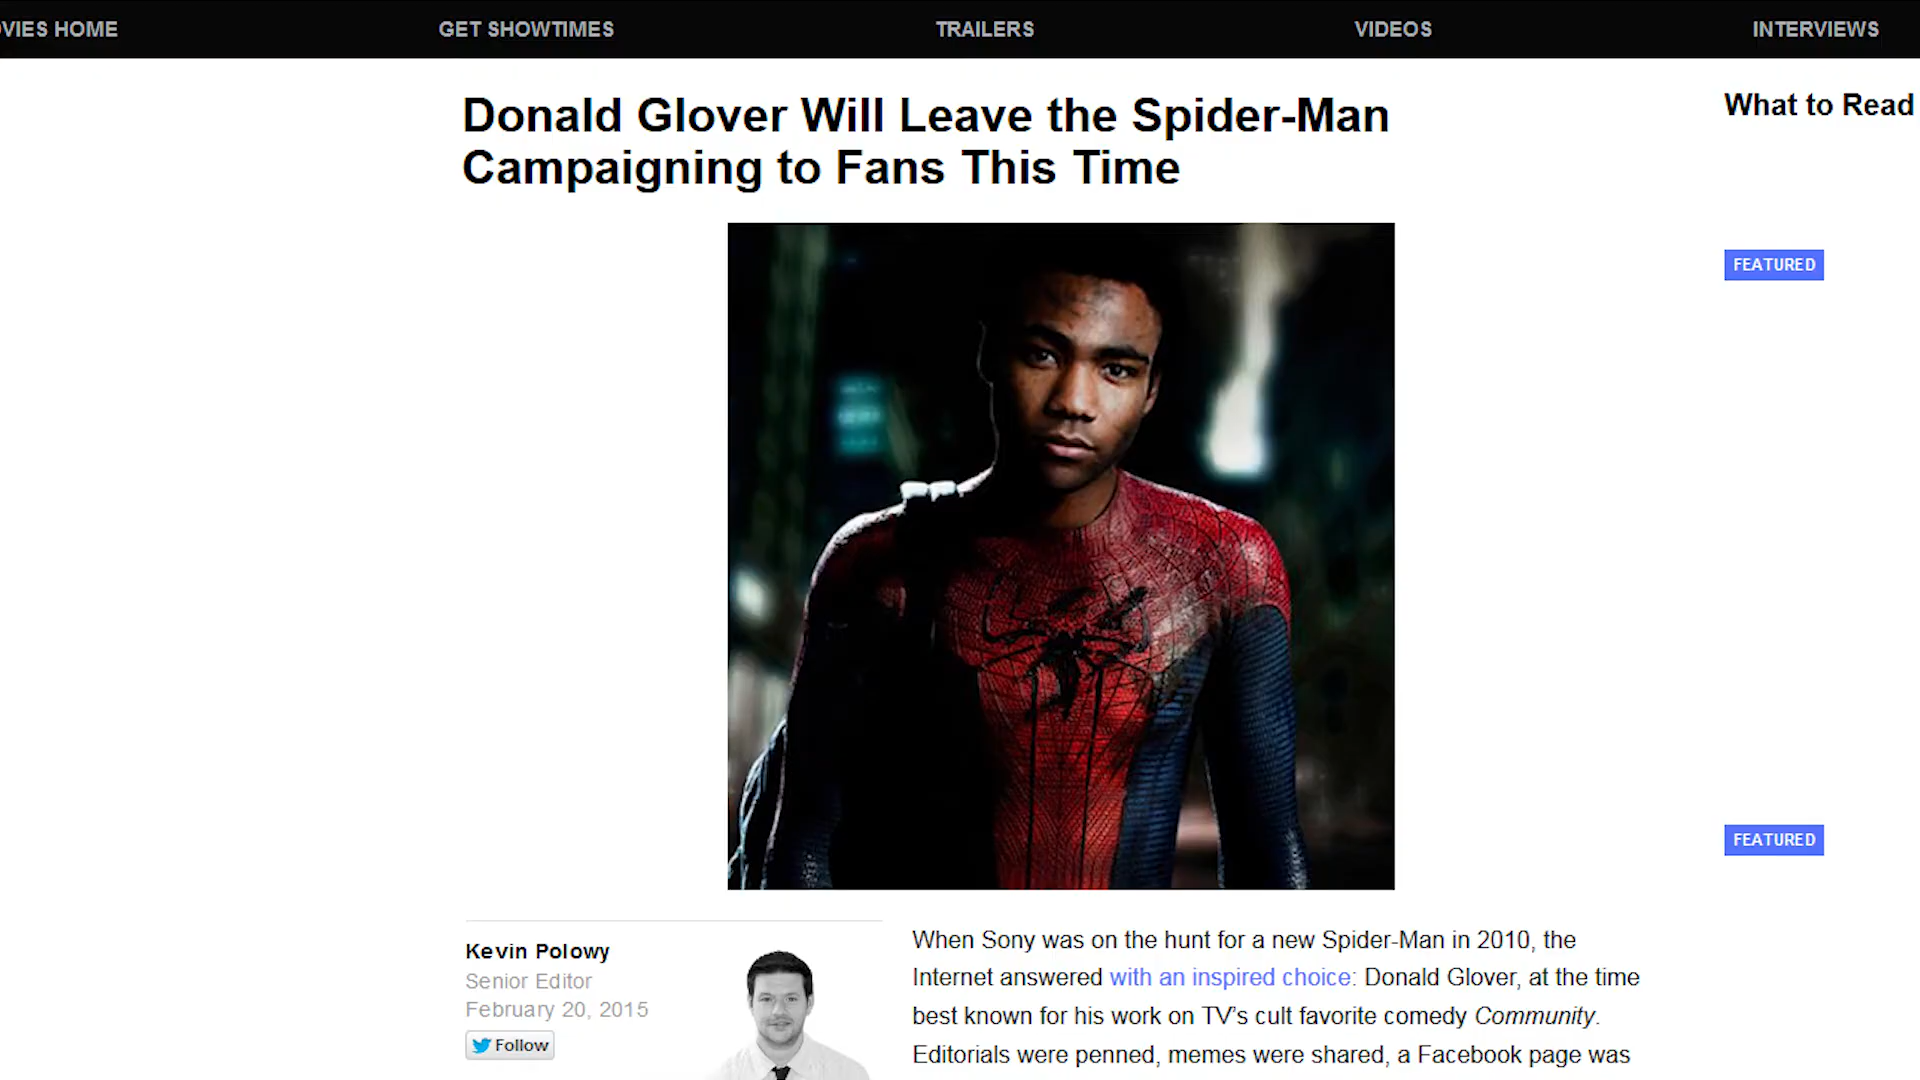 VIES HOME
GET SHOWTIMES
TRAILERS
VIDEOS
INTERVIEWS
Donald Glover Will Leave the Spider-Man
Campaigning to Fans This Time
What to Read
FEATURED
FEATURED
Kevin Polowy
Senior Editor
February 20, 2015
Follow
When Sony was on the hunt for a new Spider-Man in 2010, the
Internet answered with an inspired choice: Donald Glover, at the time
best known for his work on TV’s cult favorite comedy Community.
Editorials were penned, memes were shared, a Facebook page was